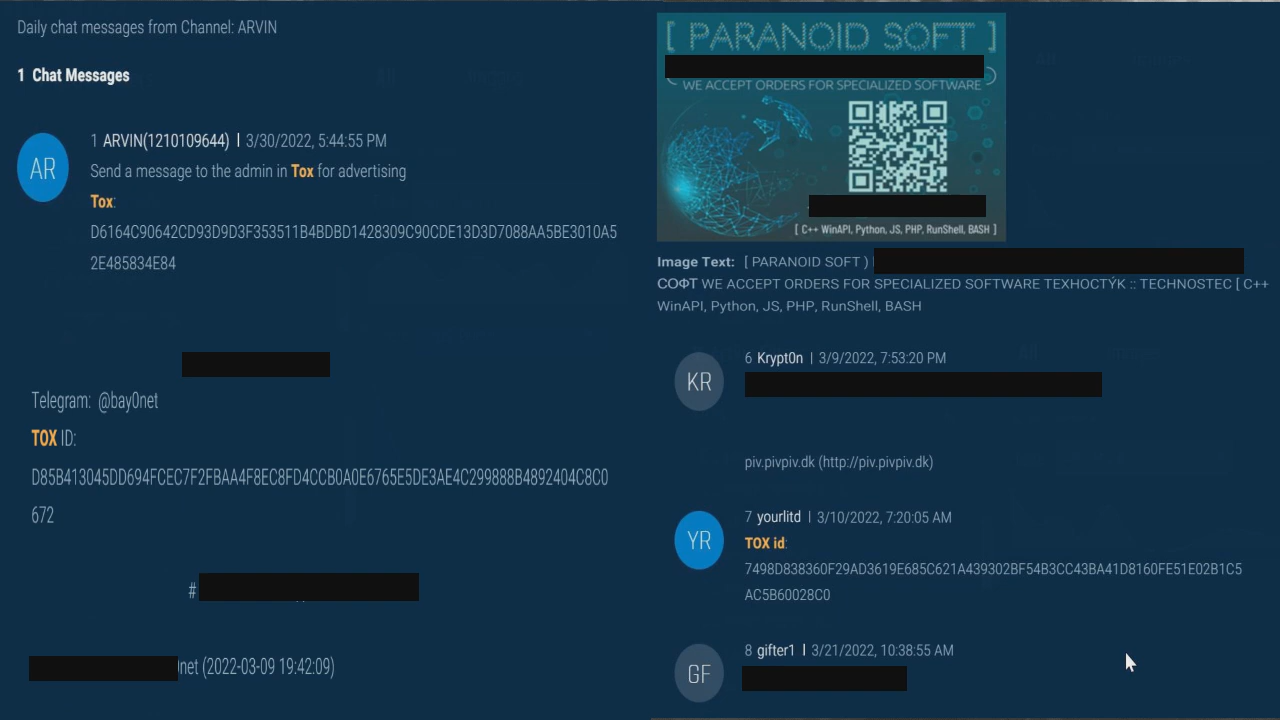 Daily chat messages from Channel: ARVIN
1 Chat Messages
AR
1 ARVIN(1210109644) | 3/30/2022, 5:44:55 PM
Send a message to the admin in Tox for advertising
Tox:
D6164C90642CD93D9D3F353511B4BDBD1428309C90CDE13D3D7088AA5BE3010A5
2E485834E84
Telegram: @bay0net
TOX ID:
D85B413045DD694FCEC7F2FBAA4F8EC8FD4CCB0A0E6765E5DE3AE4C299888B4892404C8C0
672
#
net (2022-03-09 19:42:09)
[ PARANOID SOFT ]
WE ACCEPT ORDERS FOR SPECIALIZED SOFTWARE
[ C++ WinAPI, Python, JS, PHP, RunShell, BASH ]
Image Text: [ PARANOID SOFT )
СОФТ WE ACCEPT ORDERS FOR SPECIALIZED SOFTWARE TEXHOCTÝK :: TECHNOSTEC [ C++
WinAPI, Python, JS, PHP, RunShell, BASH
KR
6 Krypt0n | 3/9/2022, 7:53:20 PM
piv.pivpiv.dk (http://piv.pivpiv.dk)
YR
7 yourlitd | 3/10/2022, 7:20:05 AM
TOX id:
7498D838360F29AD3619E685C621A439302BF54B3CC43BA41D8160FE51E02B1C5
AC5B60028C0
GF
8 gifter1 | 3/21/2022, 10:38:55 AM